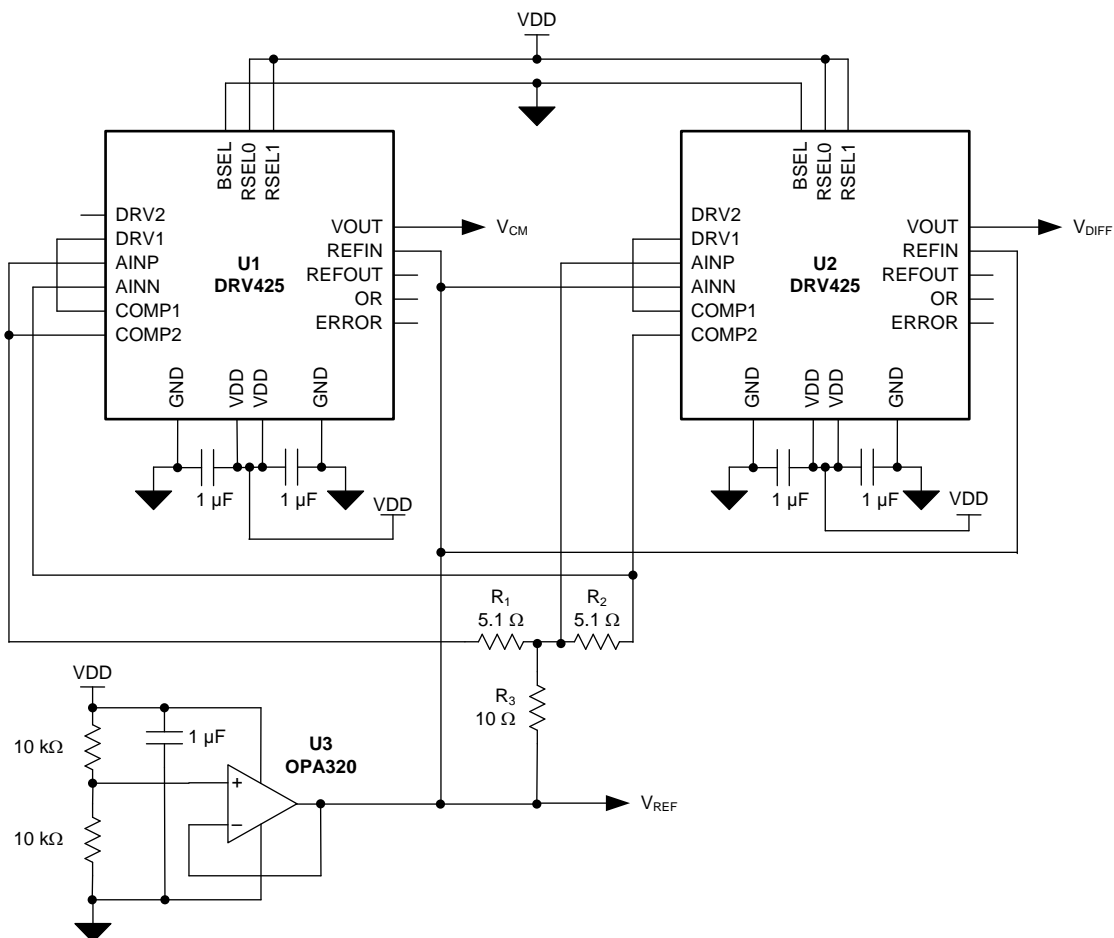 VDD
BSEL
RSEL0
RSEL1
BSEL
RSEL0
RSEL1
DRV2
DRV1
AINP
AINN
COMP1
COMP2
U1
DRV425
VOUT
REFIN
REFOUT
OR
ERROR
V_CM
DRV2
DRV1
AINP
AINN
COMP1
COMP2
U2
DRV425
VOUT
REFIN
REFOUT
OR
ERROR
V_DIFF
GND
VDD
VDD
GND
GND
VDD
VDD
GND
1 µF
1 µF
VDD
1 µF
1 µF
VDD
R1
5.1 Ω
R2
5.1 Ω
R3
10 Ω
VDD
10 kΩ
1 µF
10 kΩ
U3
OPA320
+
−
V_REF